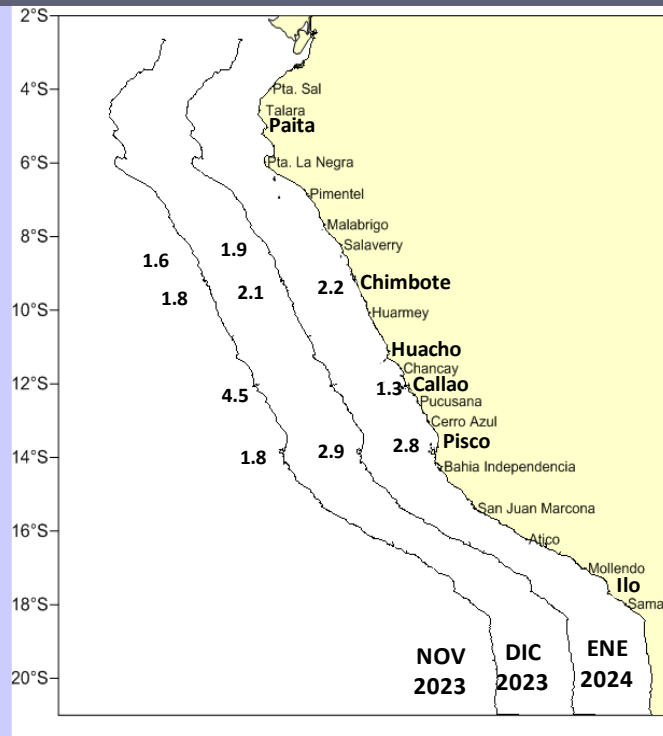 2°S
4°S
Pta. Sal
Talara
Paita
6°S
Pta. La Negra
Pimentel
Malabrigo
8°S
Salaverry
1.9
1.6
Chimbote
2.2
2.1
1.8
10°S
Huarmey
Huacho
Chancay
12°S
1.3
Callao
4.5
Pucusana
Cerro Azul
Pisco
2.8
2.9
1.8
14°S
Bahia Independencia
San Juan Marcona
16°S
Atico
Mollendo
Ilo
18°S
Sama
NOV
2023
DIC
2023
ENE
2024
20°S